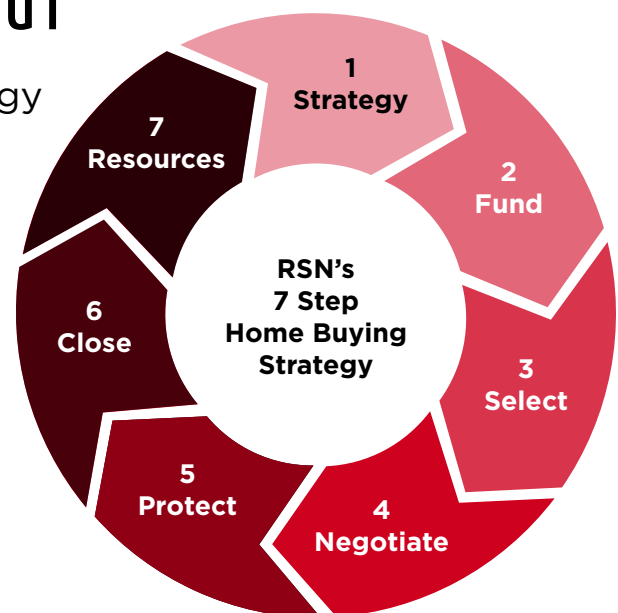 1
Strategy
2
Fund
3
Select
4
Negotiate
5
Protect
6
Close
7
Resources
RSN’s
7 Step
Home Buying
Strategy